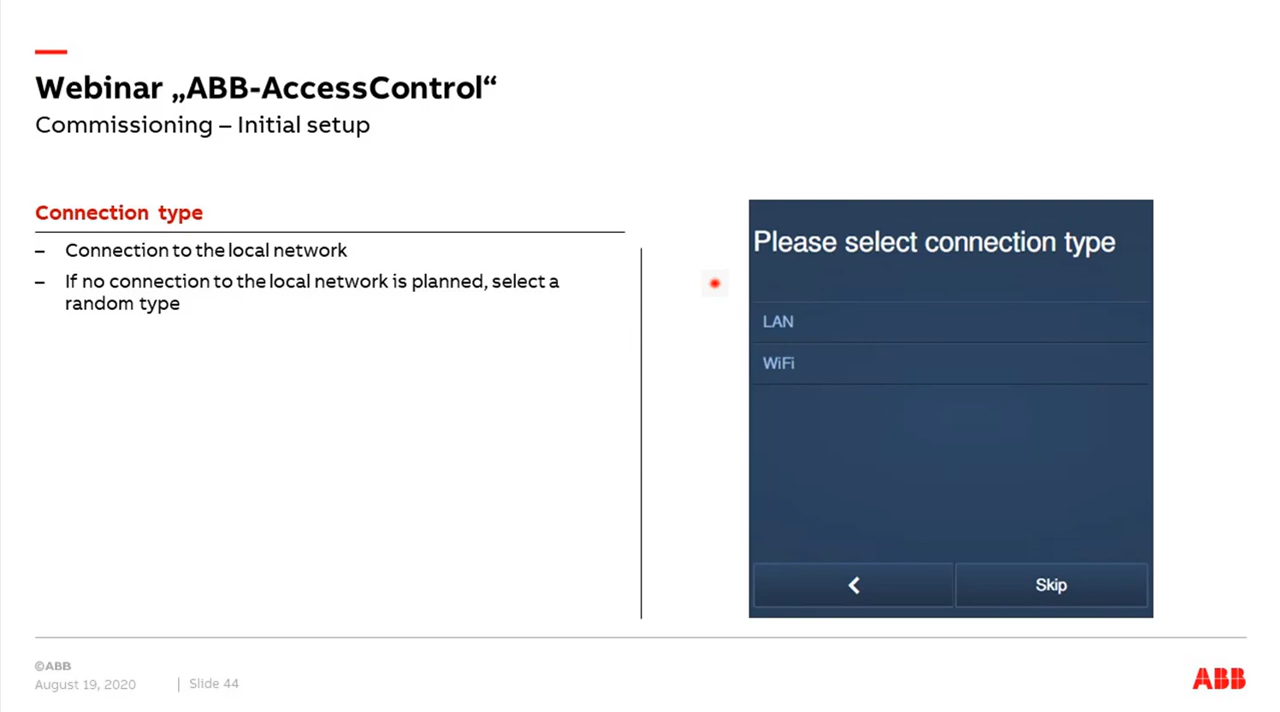 Webinar „ABB-AccessControl“
Commissioning – Initial setup
Connection type
– Connection to the local network
– If no connection to the local network is planned, select a
random type
Please select connection type
LAN
WiFi
Skip
©ABB
August 19, 2020 | Slide 44
ABB